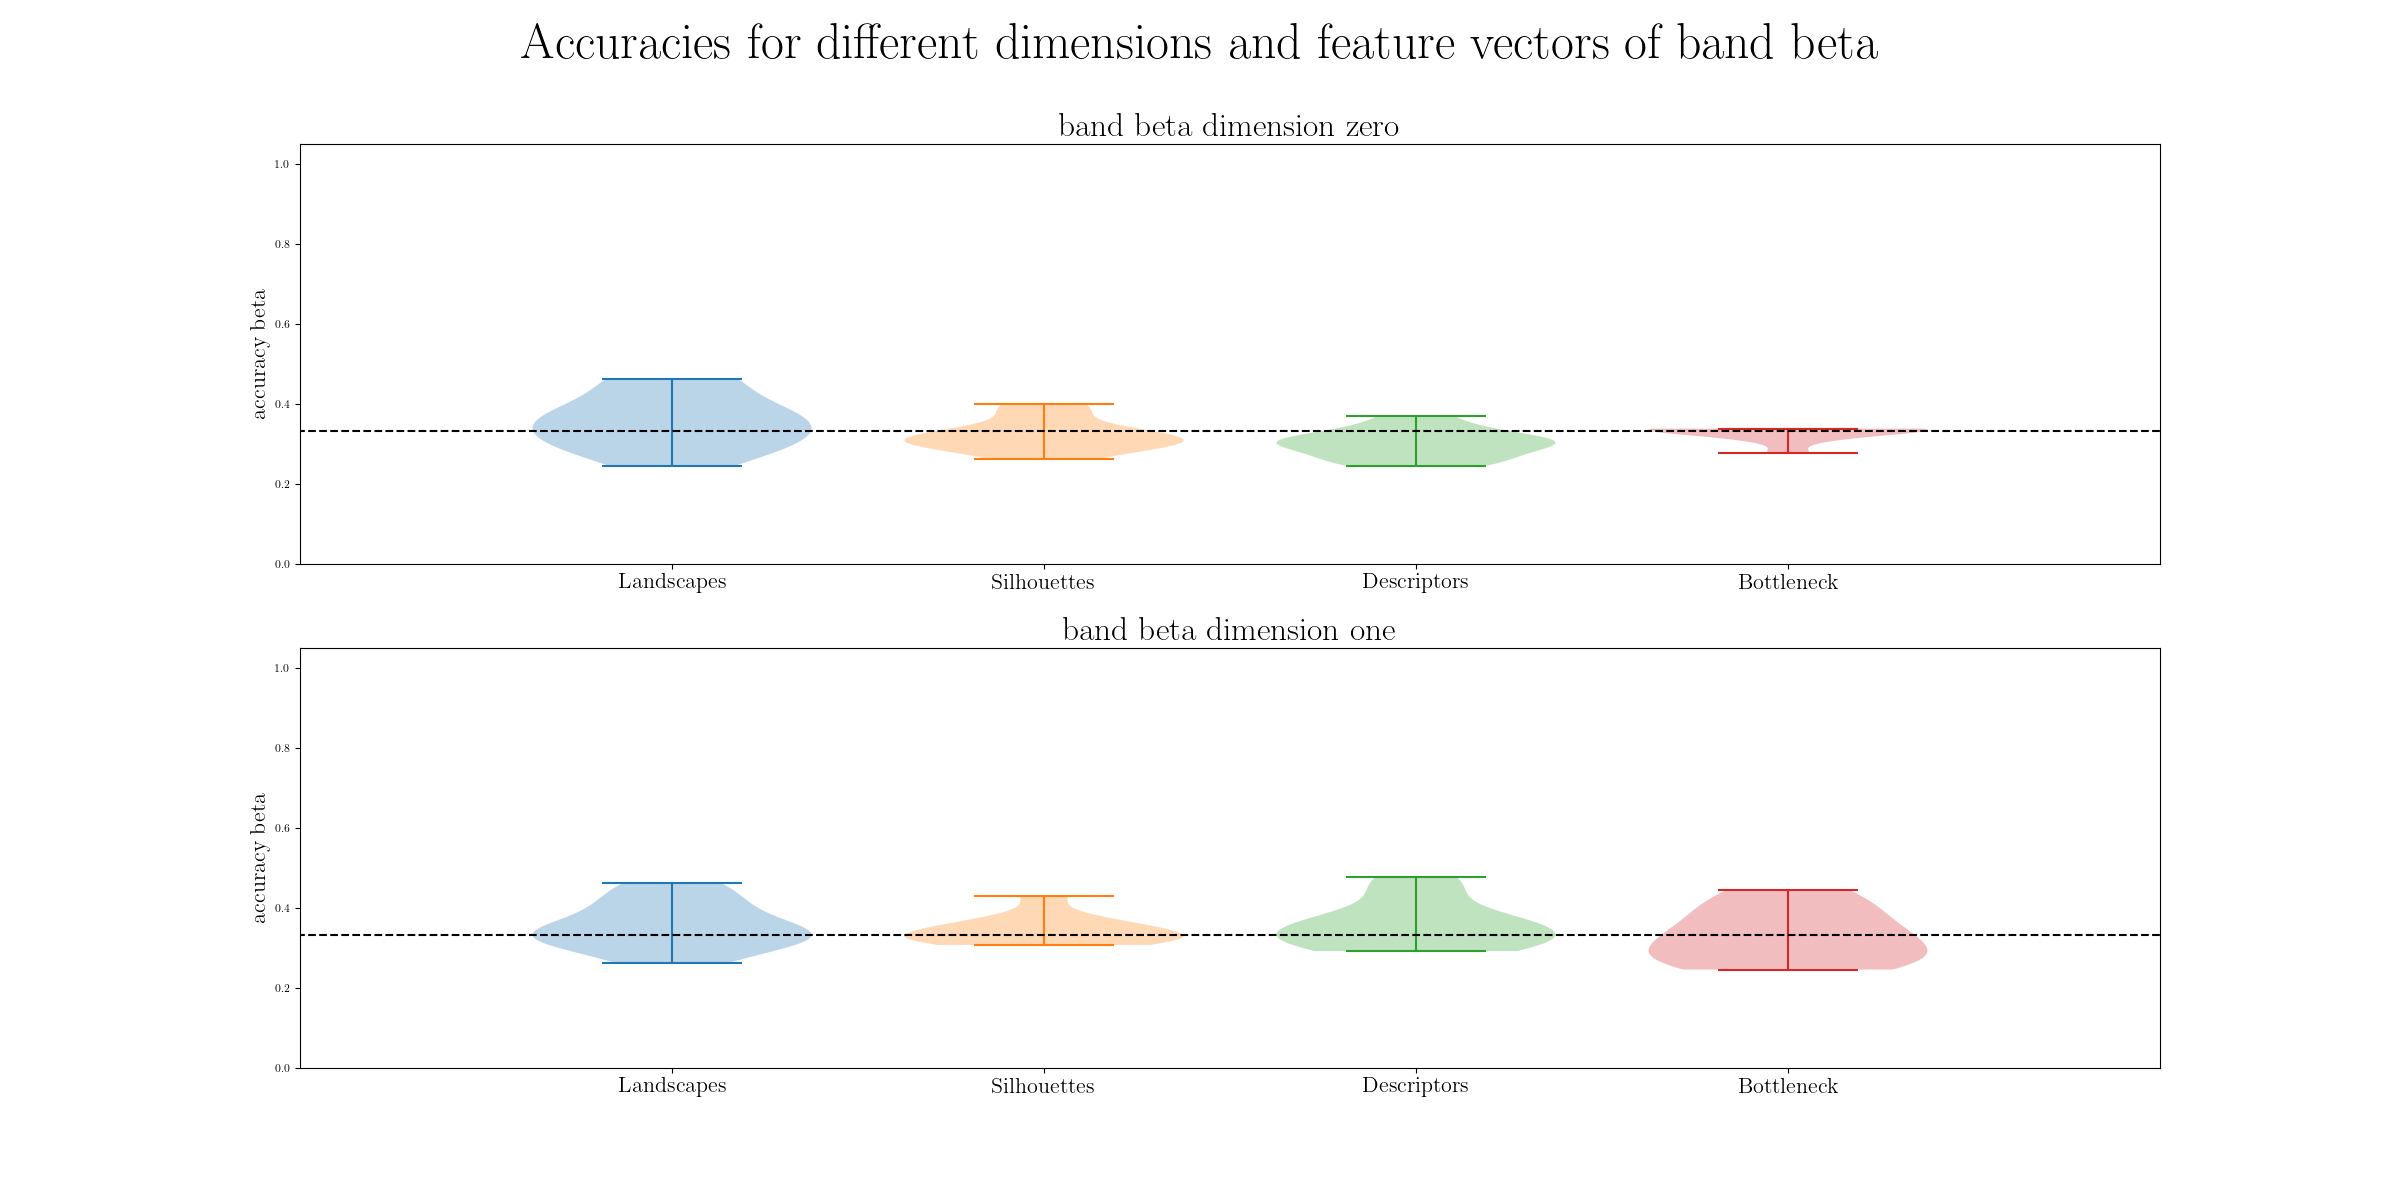 Accuracies for different dimensions and feature vectors of band beta
band beta dimension zero
1.0
0.8
0.6
0.4
0.2
0.0
accuracy beta
Landscapes Silhouettes Descriptors Bottleneck
band beta dimension one
1.0
0.8
0.6
0.4
0.2
0.0
accuracy beta
Landscapes Silhouettes Descriptors Bottleneck